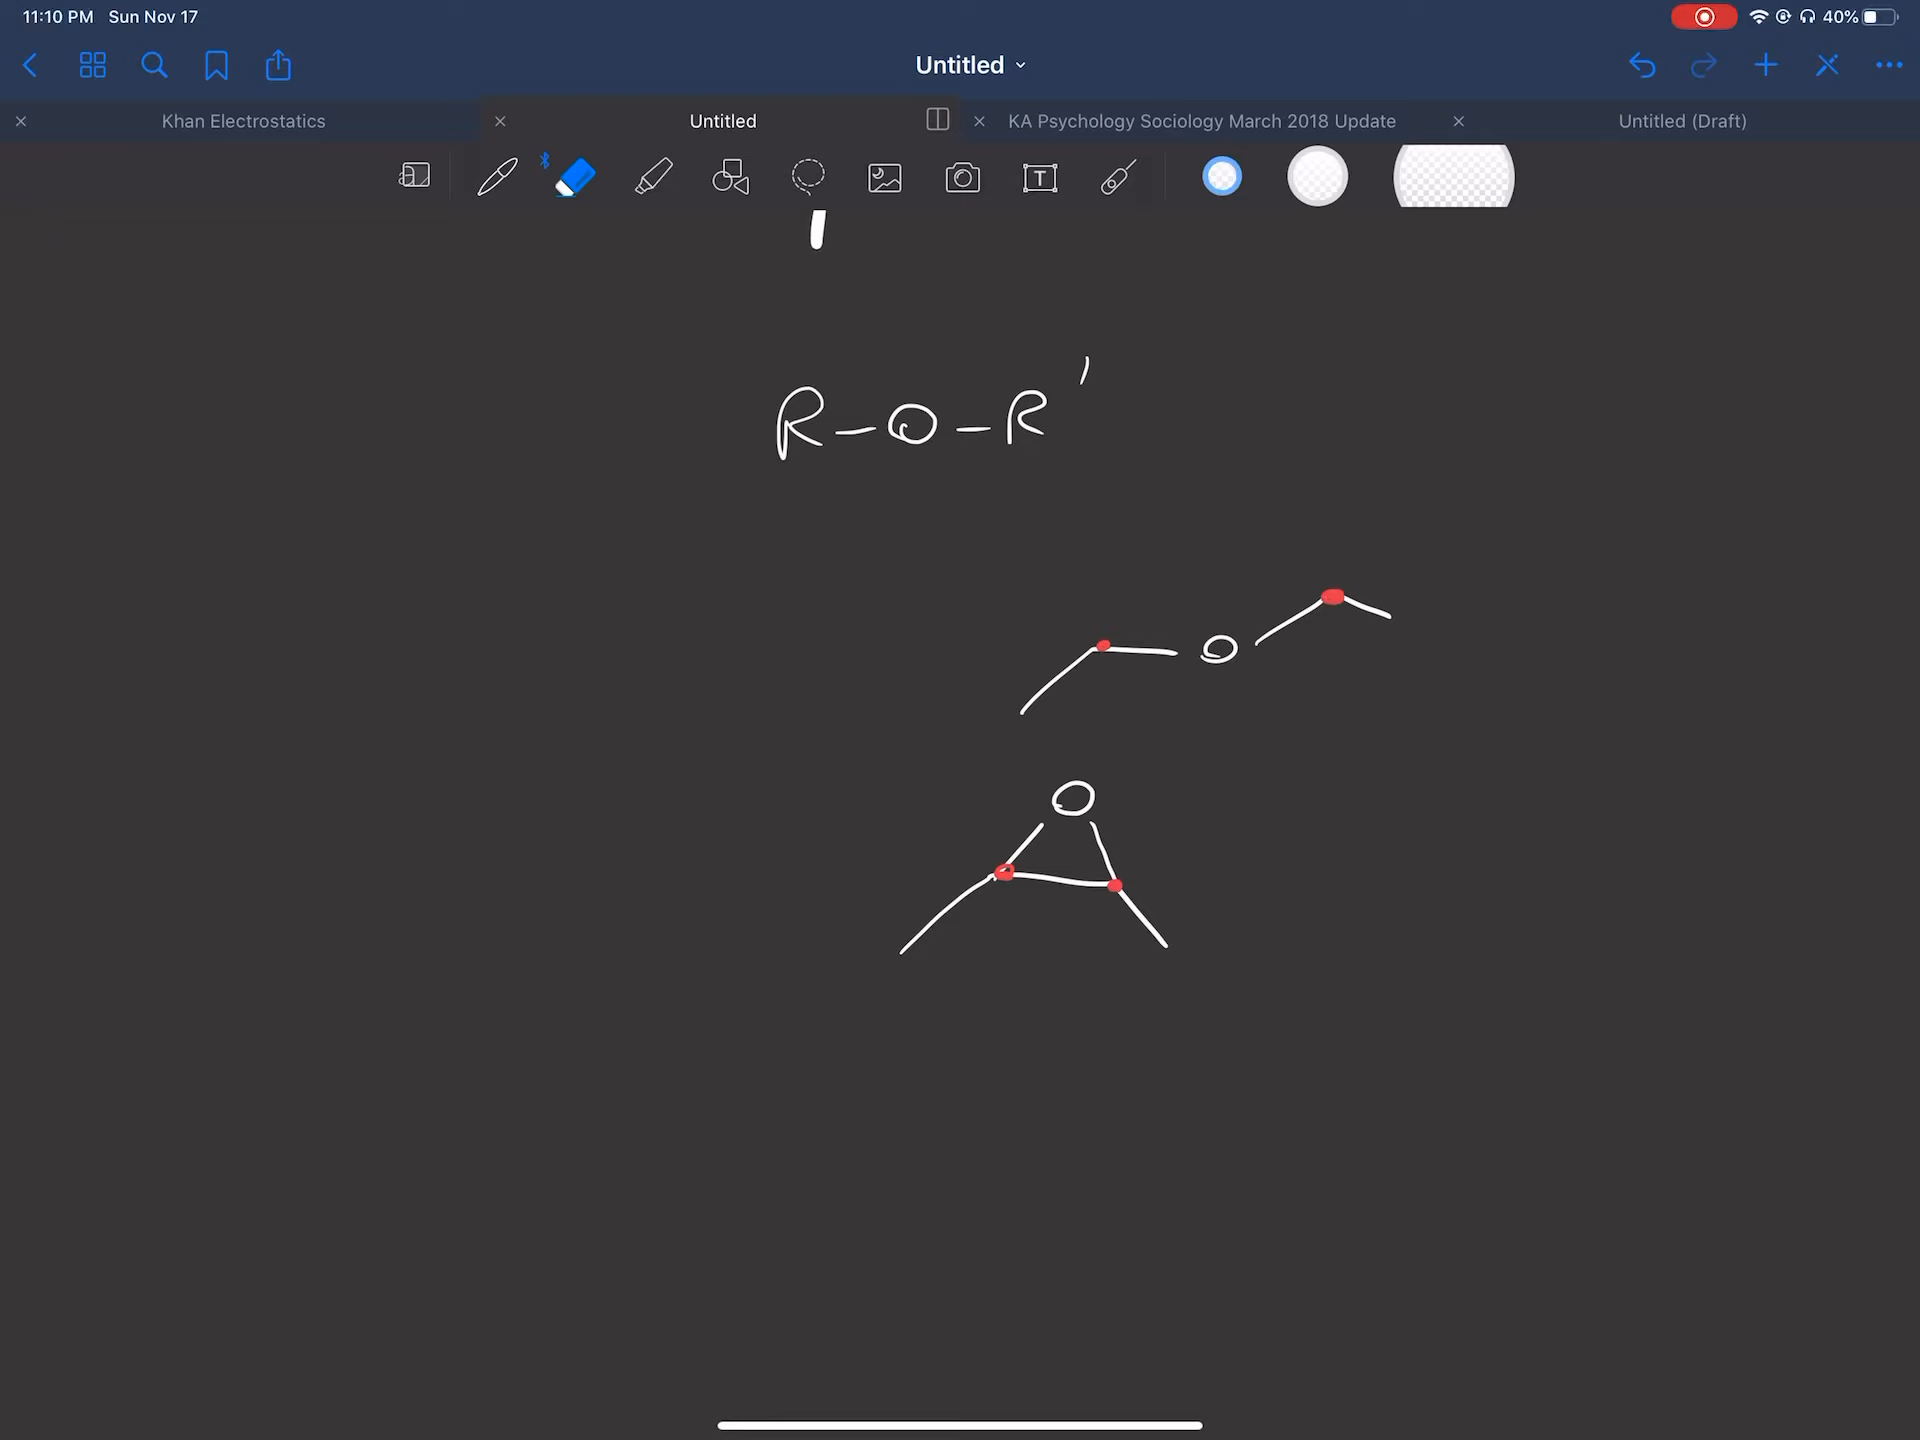 11:10 PM Sun Nov 17
40%
Untitled
Khan Electrostatics
Untitled
KA Psychology Sociology March 2018 Update
Untitled (Draft)
T
R-O-R'
O
O